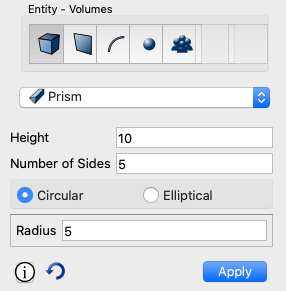 Entity - Volumes
Prism
Height 10
Number of Sides 5
Circular Elliptical
Radius 5
Apply